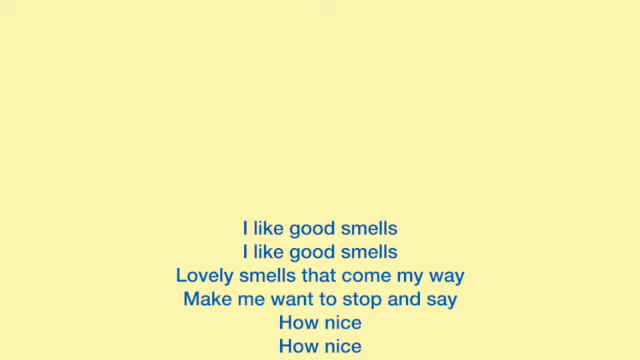 I like good smells
I like good smells
Lovely smells that come my way
Make me want to stop and say
How nice
How nice